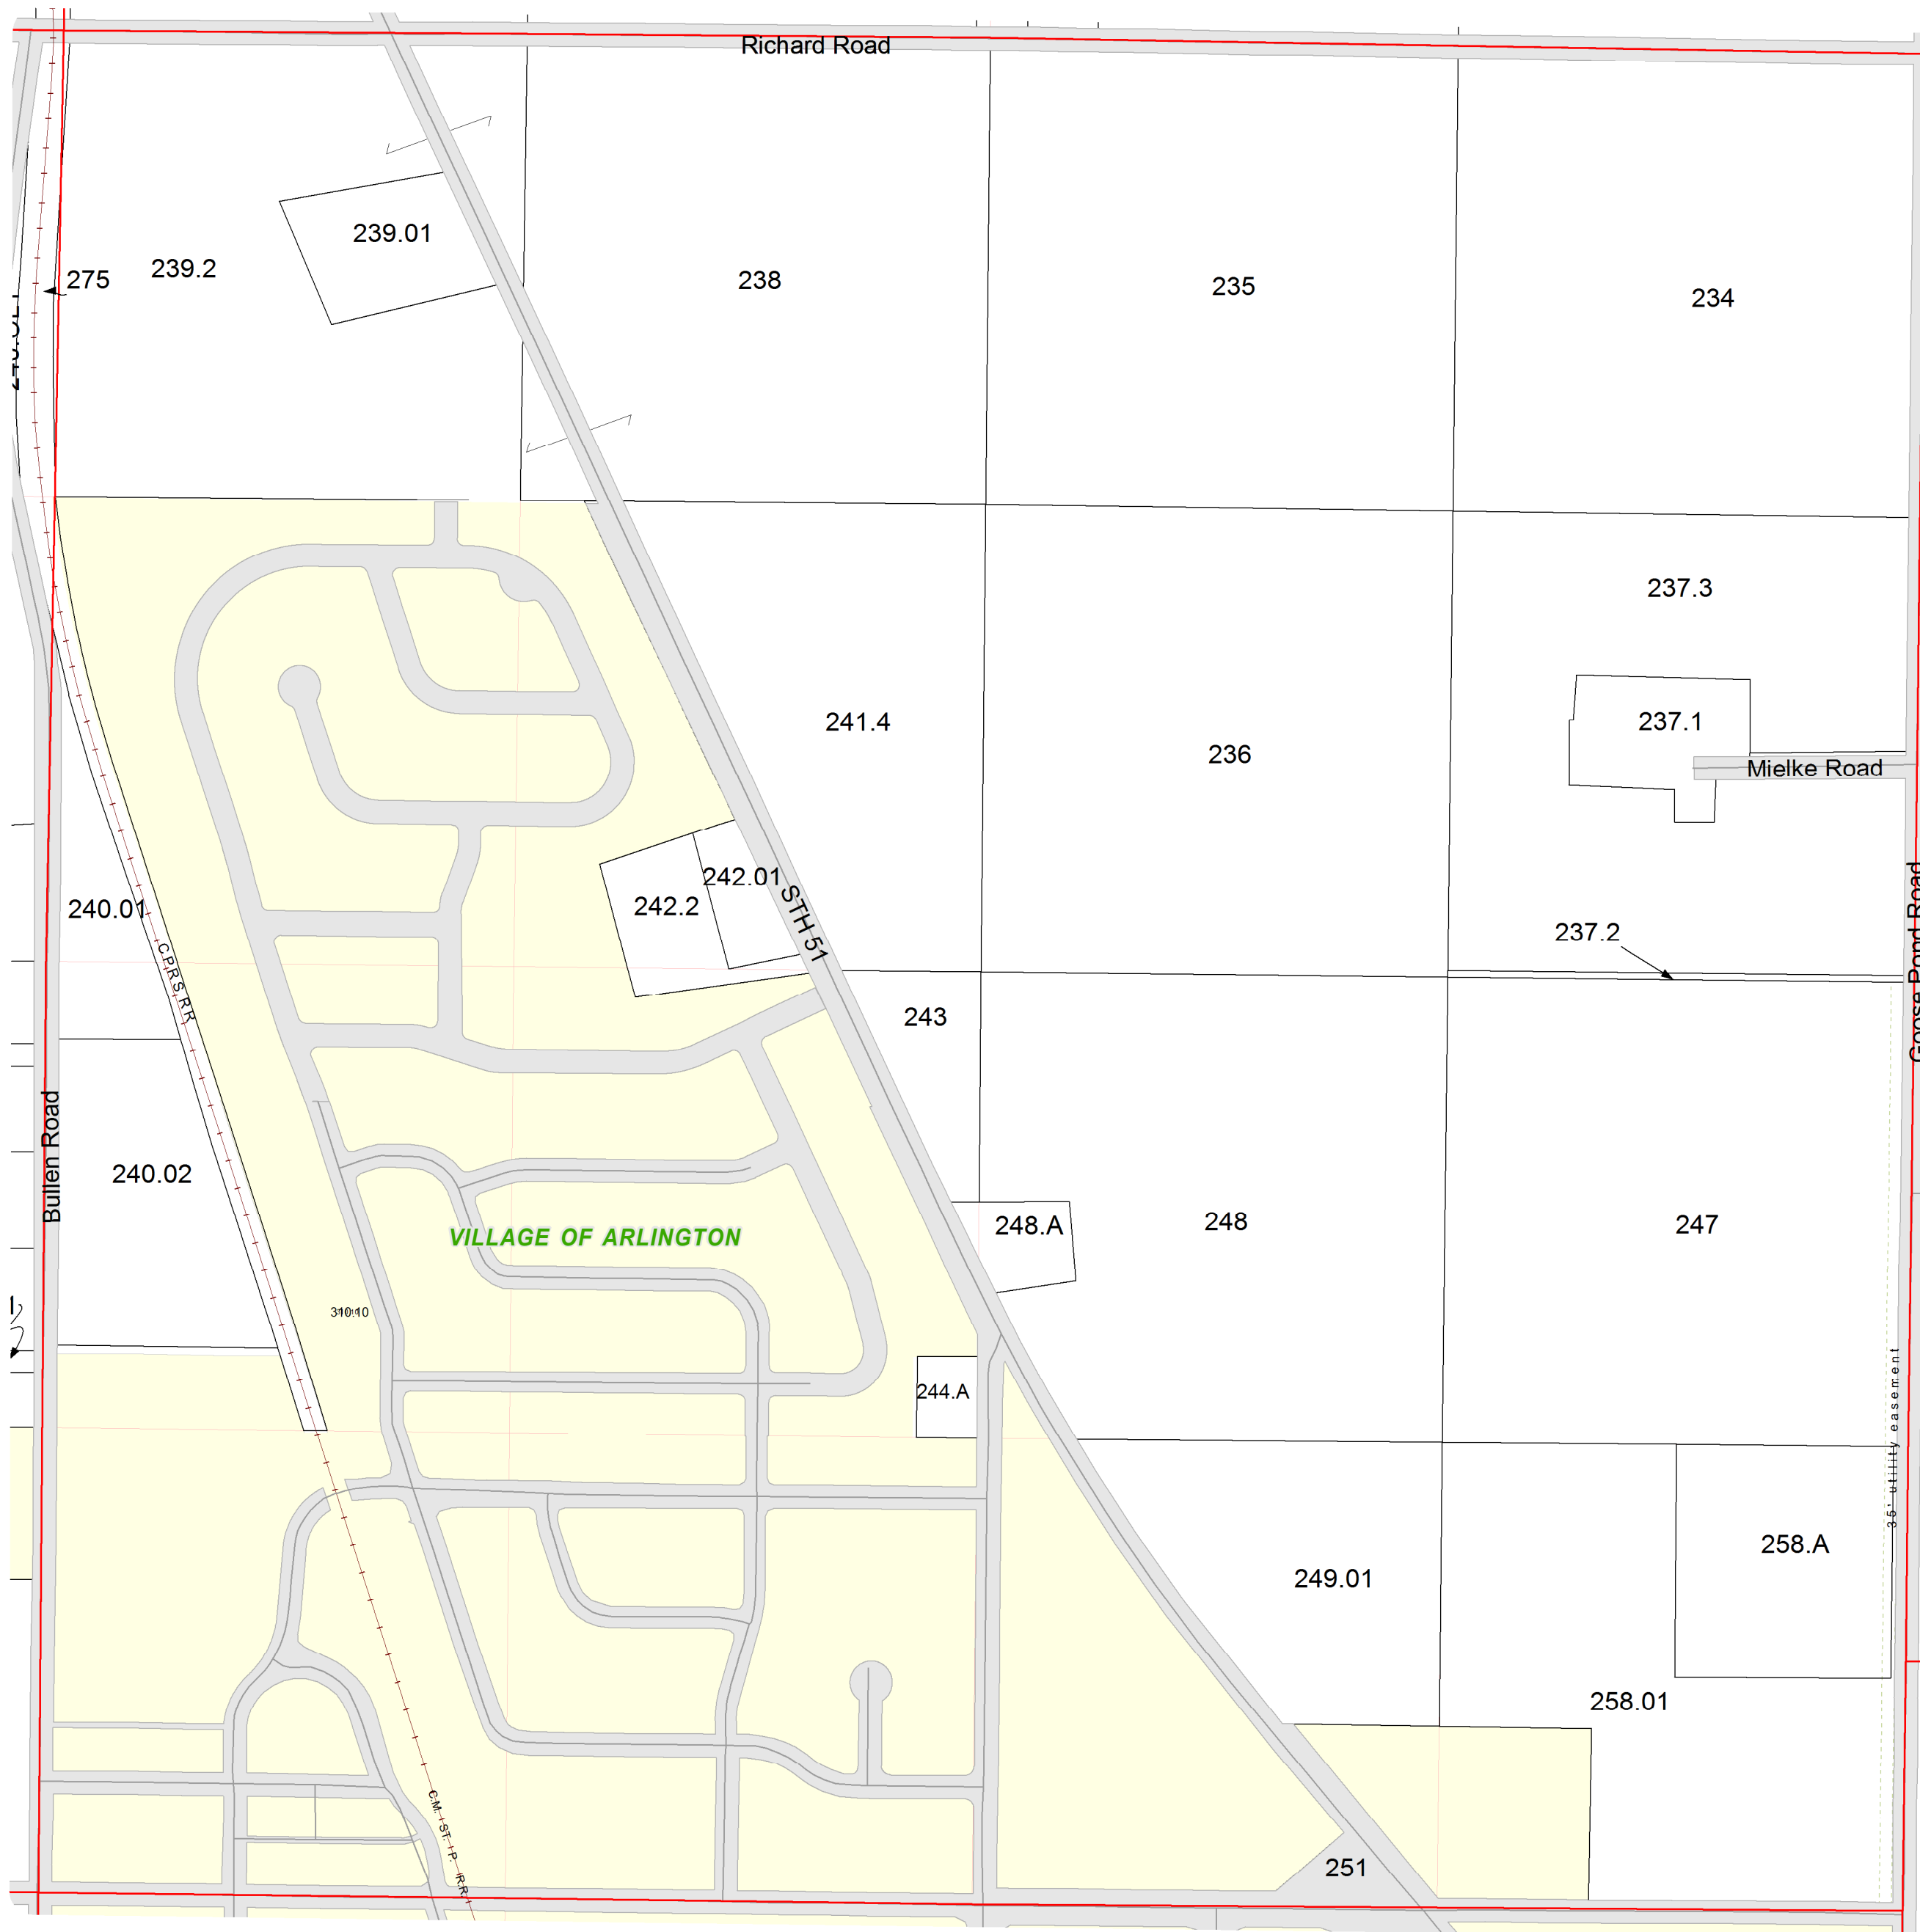 Richard Road
239.01
275
239.2
238
235
234
237.3
241.4
237.1
236
Mielke Road
242.01
242.2
STH 51
240.01
237.2
C.P.R.S R R
Goose Pond Road
243
Bullen Road
240.02
248.A
248
247
VILLAGE OF ARLINGTON
244.A
35' utility easement
258.A
249.01
258.01
C.M. ST. P. R.R.
251